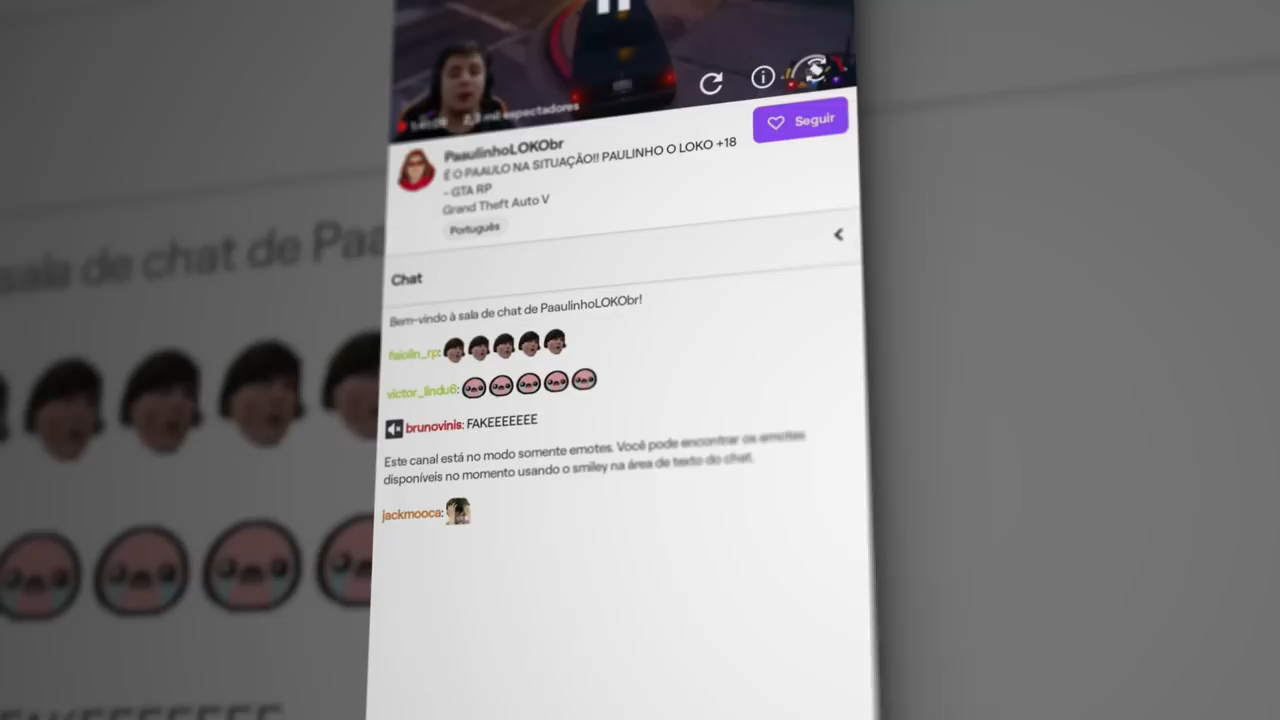 mil espectadores
Seguir
PaaulinhoLOKObr
É O PAAULO NA SITUAÇÃO!! PAULINHO O LOKO +18
- GTA RP
Grand Theft Auto V
Português
sala de chat de Paa
Chat
Bem-vindo à sala de chat de PaaulinhoLOKObr!
victor_lindu6:
brunovinis: FAKEEEEEEE
Este canal está no modo somente emotes. Você pode encontrar os emotes
disponíveis no momento usando o smiley na área de texto do chat.
jackmooca: